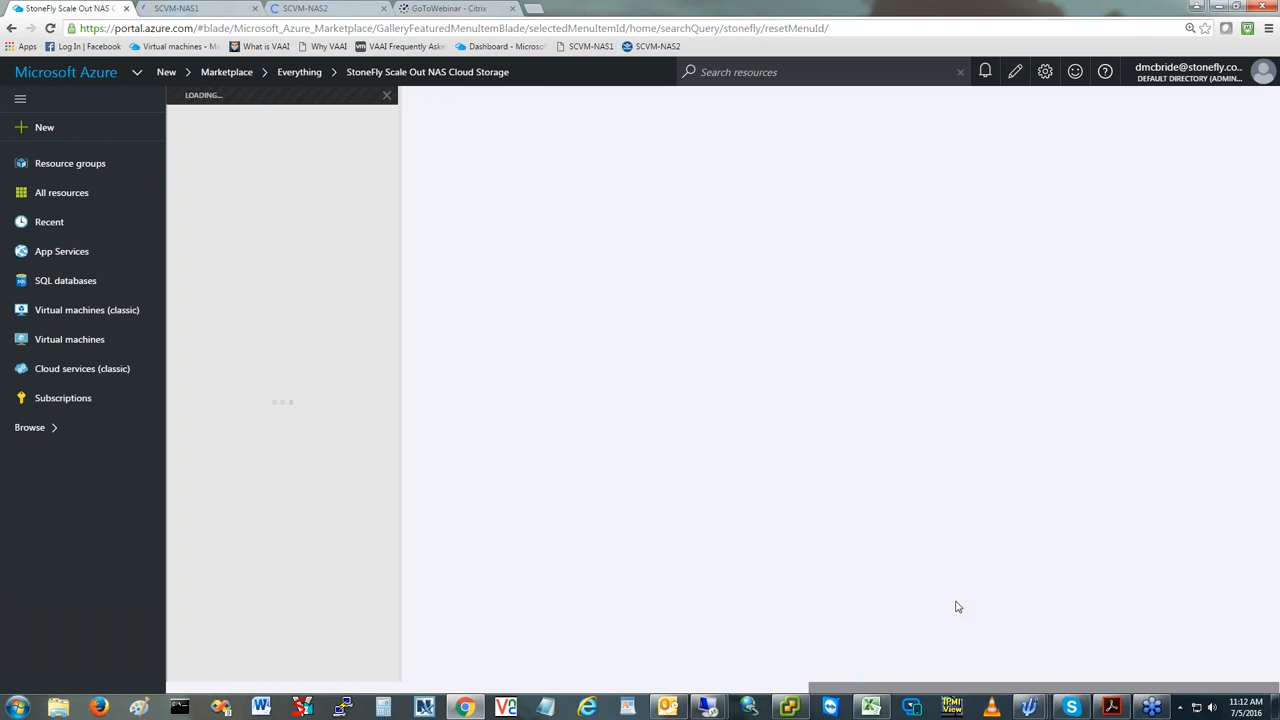 StoneFly Scale Out NAS C
SCVM-NAS1
SCVM-NAS2
GoToWebinar - Citrix
https://portal.azure.com/#blade/Microsoft_Azure_Marketplace/GalleryFeaturedMenuItemBlade/selectedMenuItemId/home/searchQuery/stonefly/resetMenuId/
Apps
Log In | Facebook
Virtual machines - m
What is VAAI
Why VAAI
VAAI Frequently Aske
Dashboard - Microso
SCVM-NAS1
SCVM-NAS2
Microsoft Azure
New
Marketplace
Everything
StoneFly Scale Out NAS Cloud Storage
Search resources
dmcbride@stonefly.co...
DEFAULT DIRECTORY (ADMIN...
LOADING...
New
Resource groups
All resources
Recent
App Services
SQL databases
Virtual machines (classic)
Virtual machines
Cloud services (classic)
Subscriptions
Browse
11:12 AM
7/5/2016